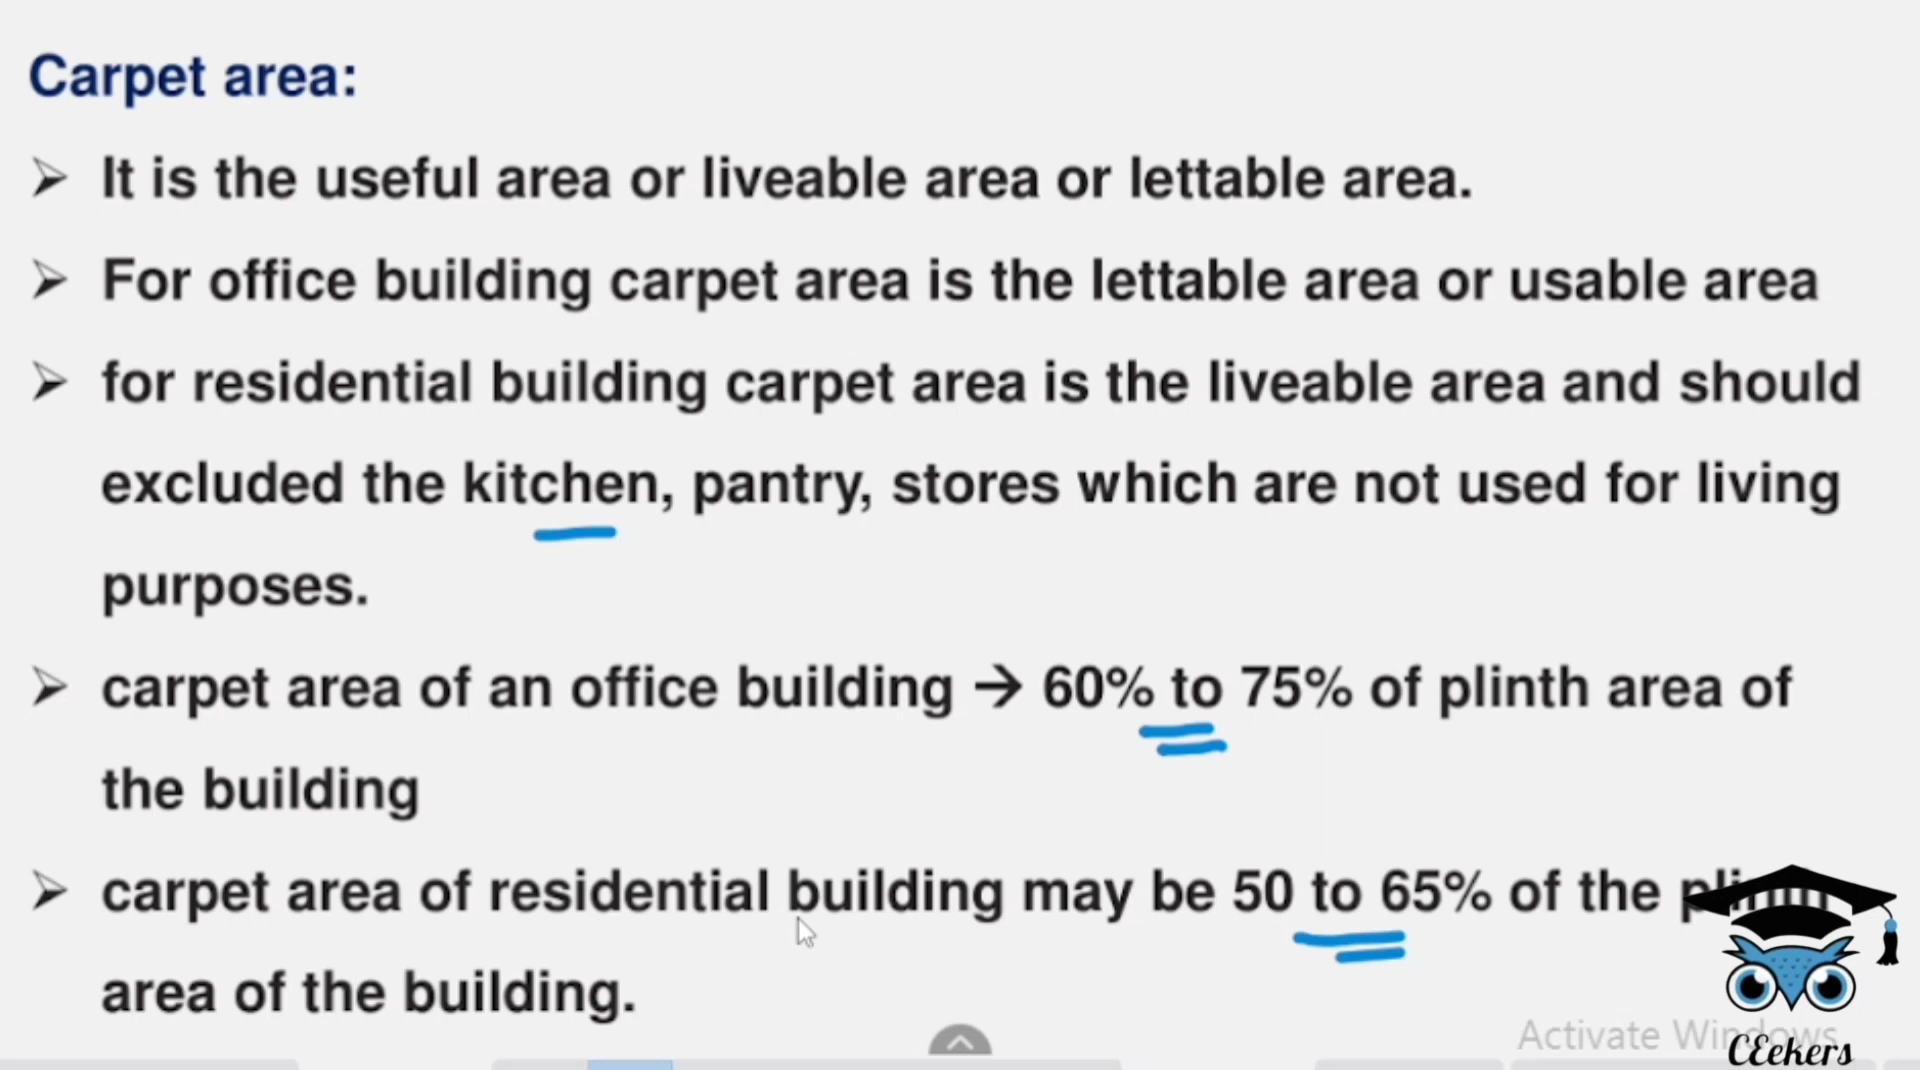 Carpet area:
➢ It is the useful area or liveable area or lettable area.
➢ For office building carpet area is the lettable area or usable area
➢ for residential building carpet area is the liveable area and should
excluded the kitchen, pantry, stores which are not used for living
purposes.
➢ carpet area of an office building → 60% to 75% of plinth area of
the building
➢ carpet area of residential building may be 50 to 65% of the plinth
area of the building.
Activate Windows
CEekers